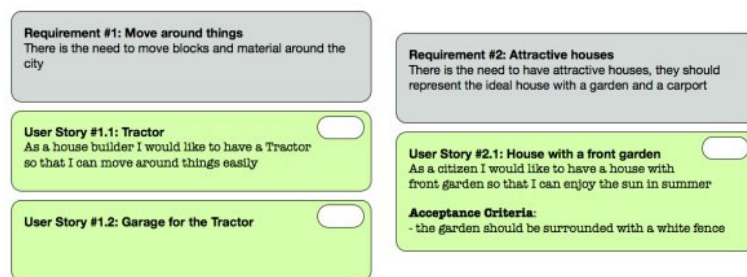 Requirement #1: Move around things
There is the need to move blocks and material around the
city
User Story #1.1: Tractor
As a house builder I would like to have a Tractor
so that I can move around things easily
User Story #1.2: Garage for the Tractor
Requirement #2: Attractive houses
There is the need to have attractive houses, they should
represent the ideal house with a garden and a carport
User Story #2.1: House with a front garden
As a citizen I would like to have a house with
front garden so that I can enjoy the sun in summer
Acceptance Criteria:
- the garden should be surrounded with a white fence